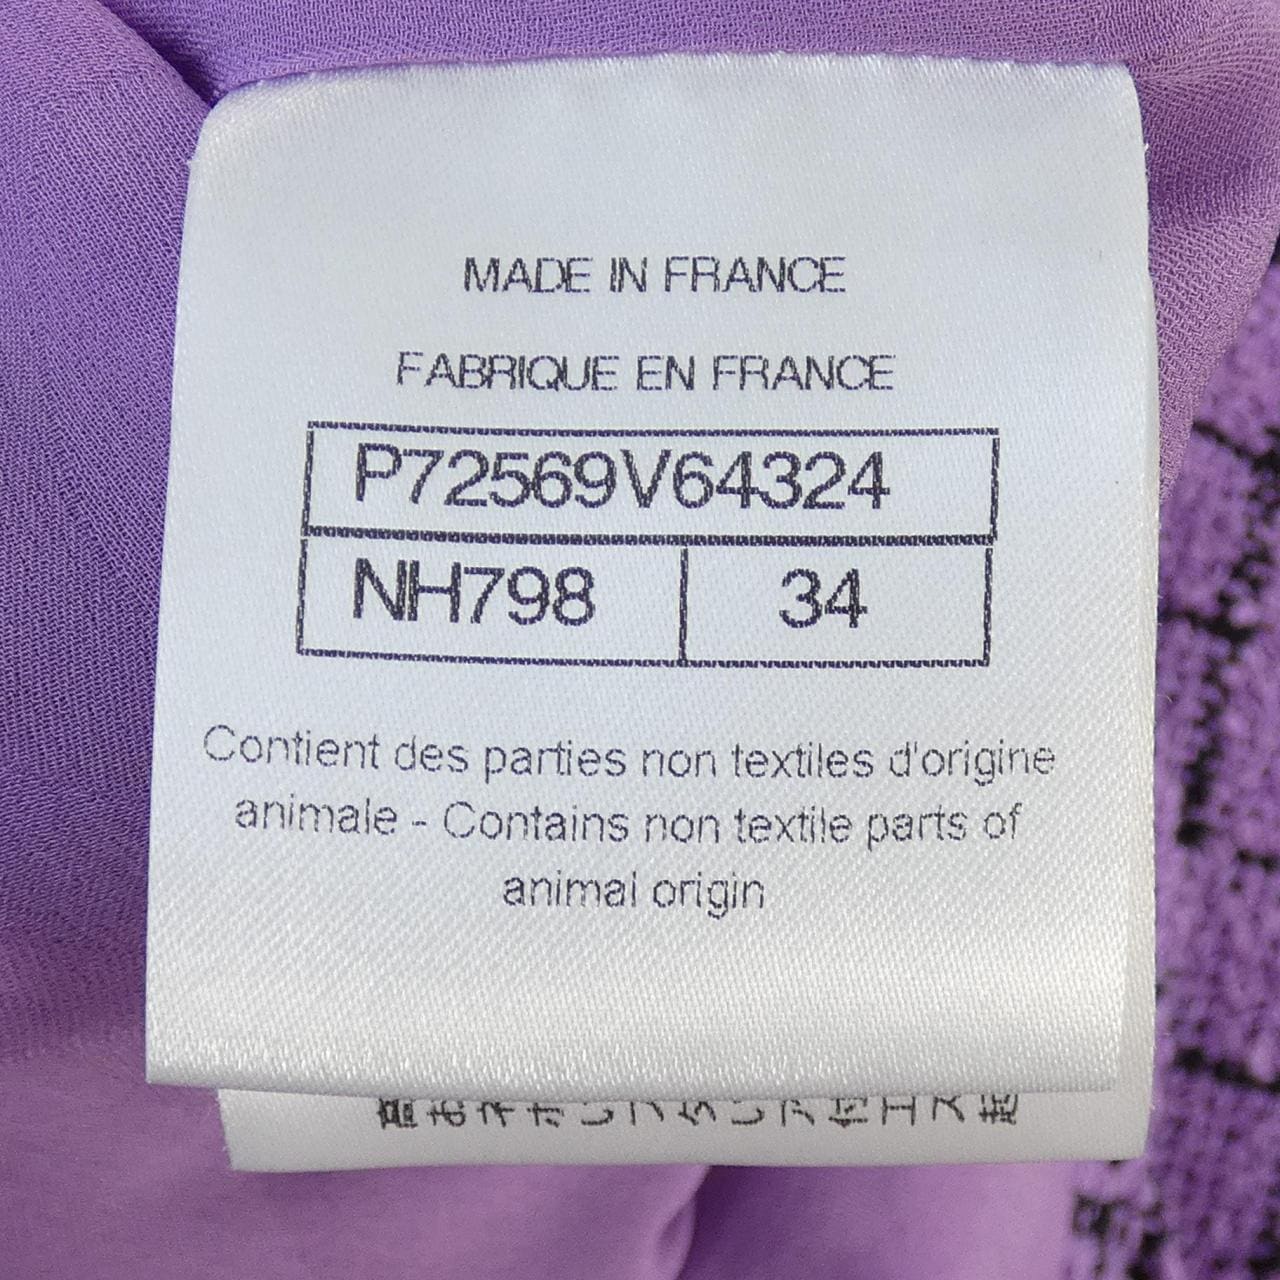 MADE IN FRANCE
FABRIQUE EN FRANCE
P72569V64324
NH798 34
Contient des parties non textiles d'origine
animale - Contains non textile parts of
animal origin